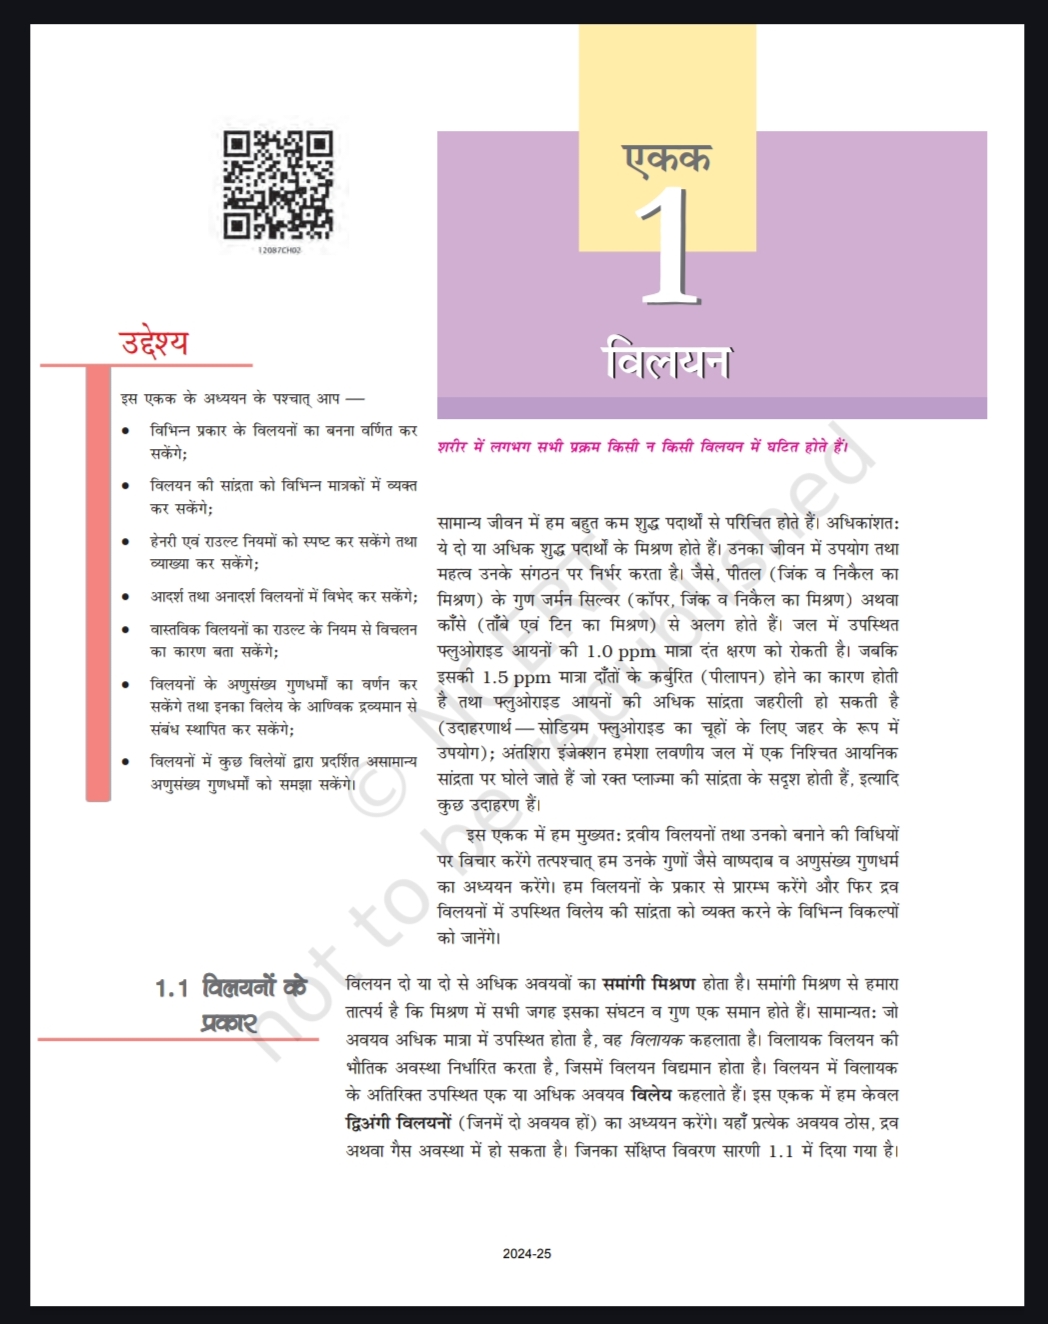 12087CH02
एकक
1
विलयन
उद्देश्य
इस एकक के अध्ययन के पश्चात् आप —
• विभिन्न प्रकार के विलयनों का बनना वर्णित कर
सकेंगे;
• विलयन की सांद्रता को विभिन्न मात्रकों में व्यक्त
कर सकेंगे;
• हेनरी एवं राउल्ट नियमों को स्पष्ट कर सकेंगे तथा
व्याख्या कर सकेंगे;
• आदर्श तथा अनादर्श विलयनों में विभेद कर सकेंगे;
• वास्तविक विलयनों का राउल्ट के नियम से विचलन
का कारण बता सकेंगे;
• विलयनों के अणुसंख्य गुणधर्मों का वर्णन कर
सकेंगे तथा इनका विलेय के आण्विक द्रव्यमान से
संबंध स्थापित कर सकेंगे;
• विलयनों में कुछ विलेयों द्वारा प्रदर्शित असामान्य
अणुसंख्य गुणधर्मों को समझा सकेंगे।
शरीर में लगभग सभी प्रक्रम किसी न किसी विलयन में घटित होते हैं।
सामान्य जीवन में हम बहुत कम शुद्ध पदार्थों से परिचित होते हैं। अधिकांशत:
ये दो या अधिक शुद्ध पदार्थों के मिश्रण होते हैं। उनका जीवन में उपयोग तथा
महत्व उनके संगठन पर निर्भर करता है। जैसे, पीतल (जिंक व निकैल का
मिश्रण) के गुण जर्मन सिल्वर (कॉपर, जिंक व निकैल का मिश्रण) अथवा
काँसे (ताँबे एवं टिन का मिश्रण) से अलग होते हैं। जल में उपस्थित
फ्लुओराइड आयनों की 1.0 ppm मात्रा दंत क्षरण को रोकती है। जबकि
इसकी 1.5 ppm मात्रा दाँतों के कर्बुरित (पीलापन) होने का कारण होती
है तथा फ्लुओराइड आयनों की अधिक सांद्रता जहरीली हो सकती है
(उदाहरणार्थ — सोडियम फ्लुओराइड का चूहों के लिए जहर के रूप में
उपयोग); अंतशिरा इंजेक्शन हमेशा लवणीय जल में एक निश्चित आयनिक
सांद्रता पर घोले जाते हैं जो रक्त प्लाज्मा की सांद्रता के सदृश होती हैं, इत्यादि
कुछ उदाहरण हैं।
इस एकक में हम मुख्यत: द्रवीय विलयनों तथा उनको बनाने की विधियों
पर विचार करेंगे तत्पश्चात् हम उनके गुणों जैसे वाष्पदाब व अणुसंख्य गुणधर्म
का अध्ययन करेंगे। हम विलयनों के प्रकार से प्रारम्भ करेंगे और फिर द्रव
विलयनों में उपस्थित विलेय की सांद्रता को व्यक्त करने के विभिन्न विकल्पों
को जानेंगे।
1.1 विलयनों के
प्रकार
विलयन दो या दो से अधिक अवयवों का समांगी मिश्रण होता है। समांगी मिश्रण से हमारा
तात्पर्य है कि मिश्रण में सभी जगह इसका संघटन व गुण एक समान होते हैं। सामान्यत: जो
अवयव अधिक मात्रा में उपस्थित होता है, वह विलायक कहलाता है। विलायक विलयन की
भौतिक अवस्था निर्धारित करता है, जिसमें विलयन विद्यमान होता है। विलयन में विलायक
के अतिरिक्त उपस्थित एक या अधिक अवयव विलेय कहलाते हैं। इस एकक में हम केवल
द्विअंगी विलयनों (जिनमें दो अवयव हों) का अध्ययन करेंगे। यहाँ प्रत्येक अवयव ठोस, द्रव
अथवा गैस अवस्था में हो सकता है। जिनका संक्षिप्त विवरण सारणी 1.1 में दिया गया है।
© NCERT
not to be republished
2024-25